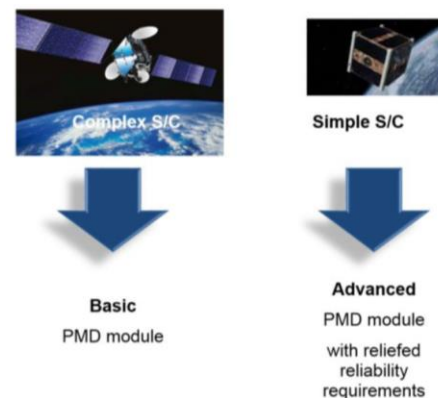 Complex S/C
Simple S/C
Basic
PMD module
Advanced
PMD module
with reliefed
reliability
requirements